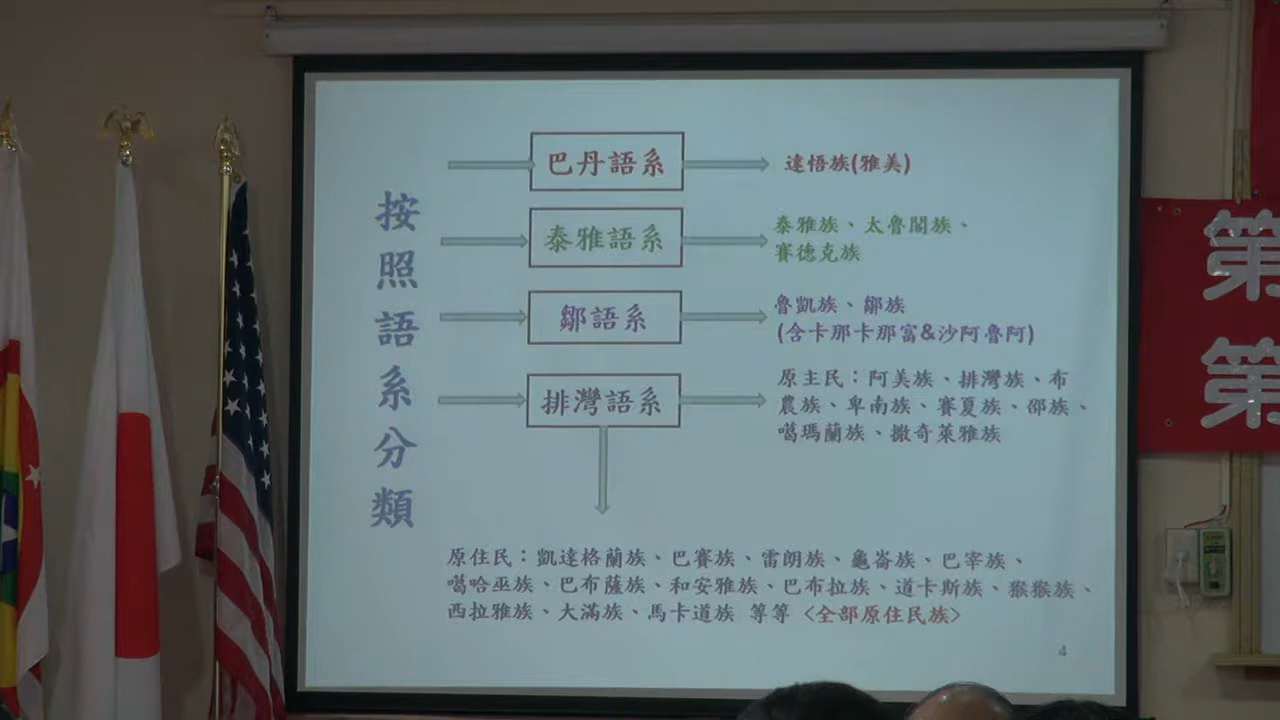 按照語系分類
巴丹語系
達悟族(雅美)
泰雅語系
泰雅族、太魯閣族、
賽德克族
鄒語系
魯凱族、鄒族
(含卡那卡那富&沙阿魯阿)
排灣語系
原主民：阿美族、排灣族、布
農族、卑南族、賽夏族、邵族、
噶瑪蘭族、撒奇萊雅族
原住民：凱達格蘭族、巴賽族、雷朗族、龜崙族、巴宰族、
噶哈巫族、巴布薩族、和安雅族、巴布拉族、道卡斯族、猴猴族、
西拉雅族、大滿族、馬卡道族 等等 <全部原住民族>
4
第
第